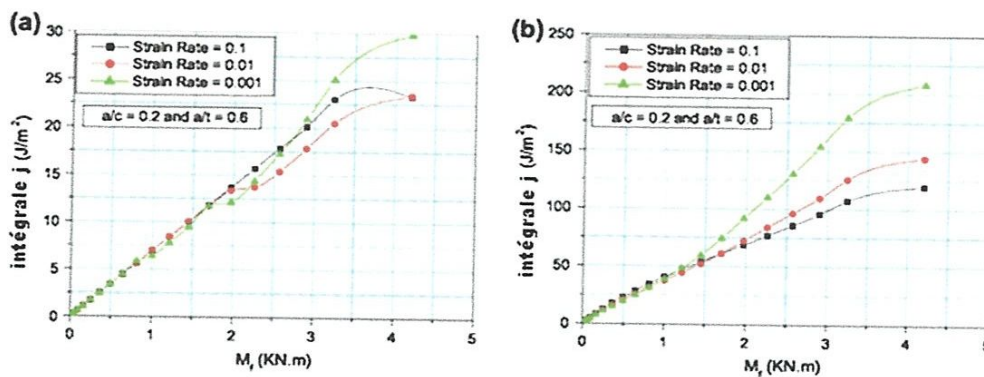 (a)
30
25
20
15
10
5
0
intégrale j (J/m²)
Strain Rate = 0.1
Strain Rate = 0.01
Strain Rate = 0.001
a/c = 0.2 and a/t = 0.6
0 1 2 3 4 5
M_f (KN.m)
(b)
250
200
150
100
50
0
intégrale j (J/m²)
Strain Rate = 0.1
Strain Rate = 0.01
Strain Rate = 0.001
a/c = 0.2 and a/t = 0.6
0 1 2 3 4 5
M_f (KN.m)